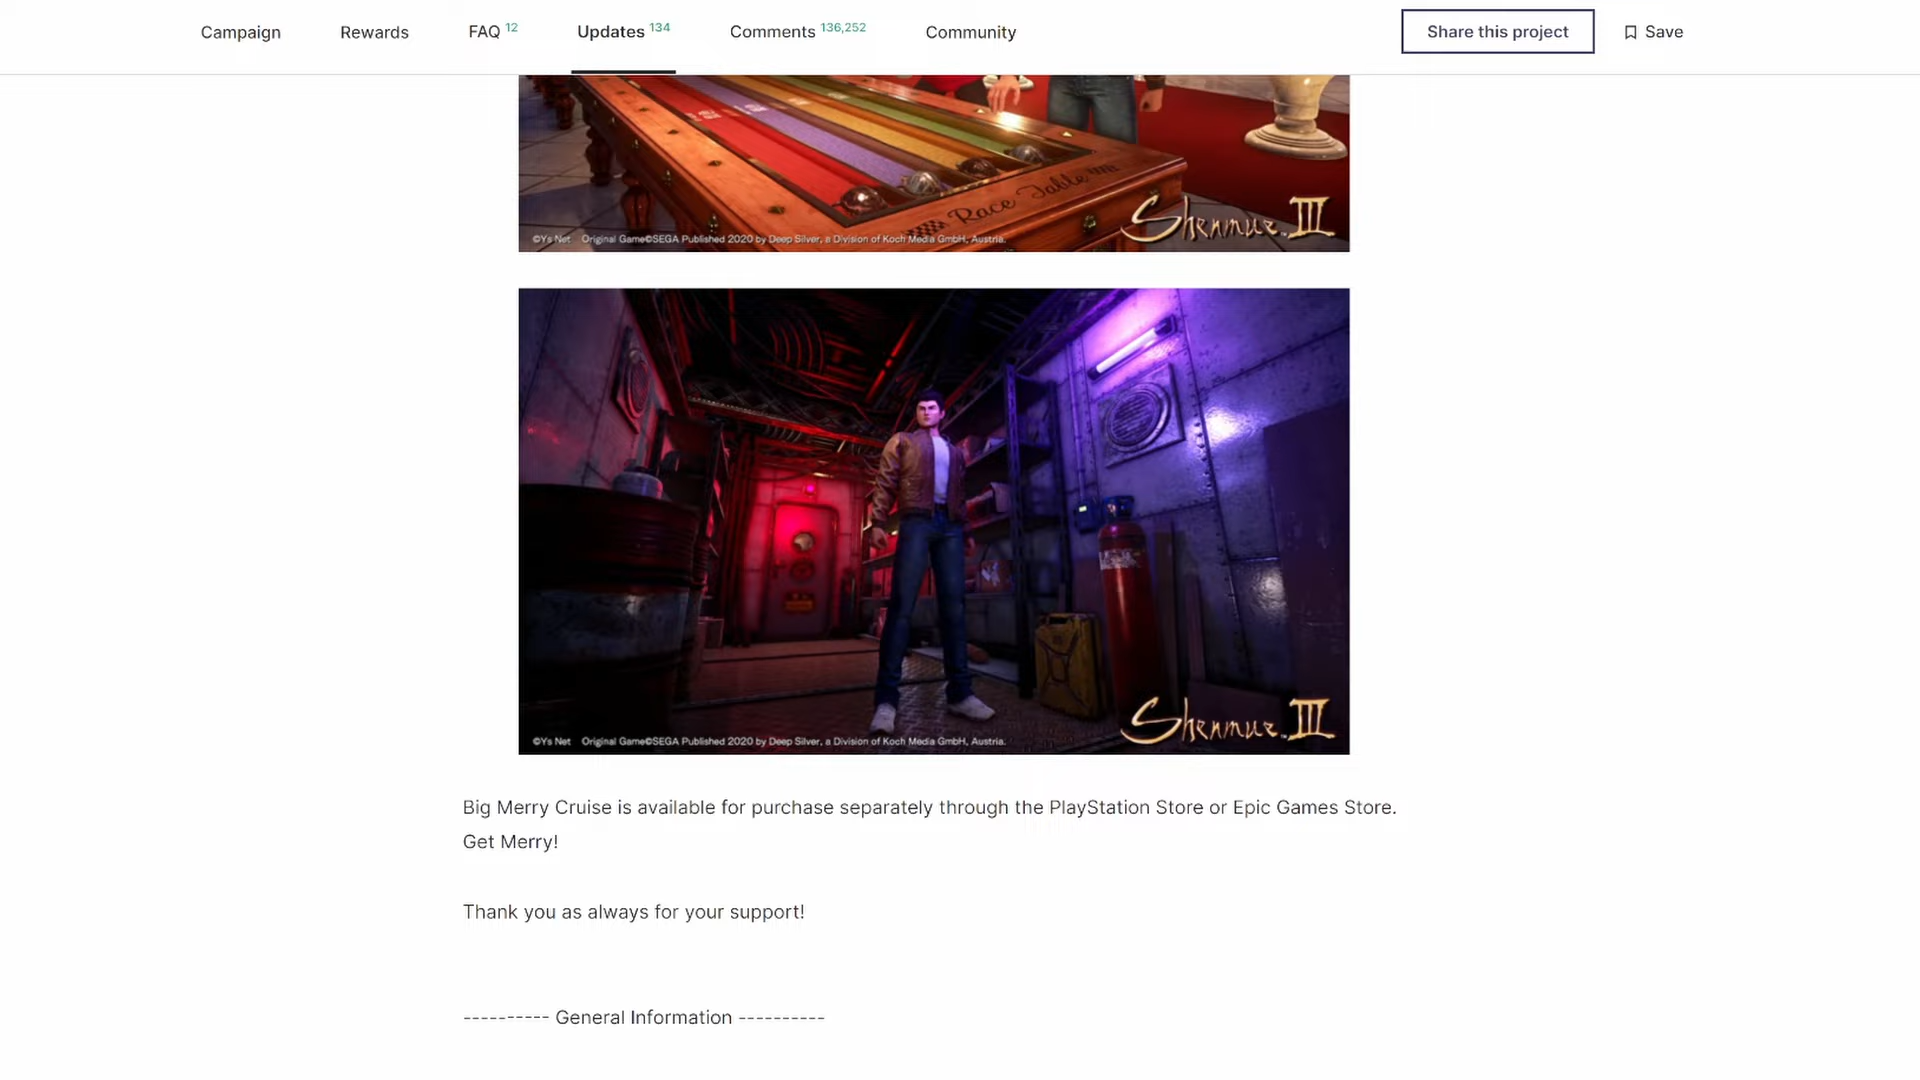 Campaign
Rewards
FAQ 12
Updates 134
Comments 136,252
Community
Share this project
Save
Race Table
Shenmue III
©Ys Net Original Game©SEGA Published 2020 by Deep Silver, a Division of Koch Media GmbH, Austria.
Shenmue III
©Ys Net Original Game©SEGA Published 2020 by Deep Silver, a Division of Koch Media GmbH, Austria.
Big Merry Cruise is available for purchase separately through the PlayStation Store or Epic Games Store.
Get Merry!
Thank you as always for your support!
---------- General Information ----------